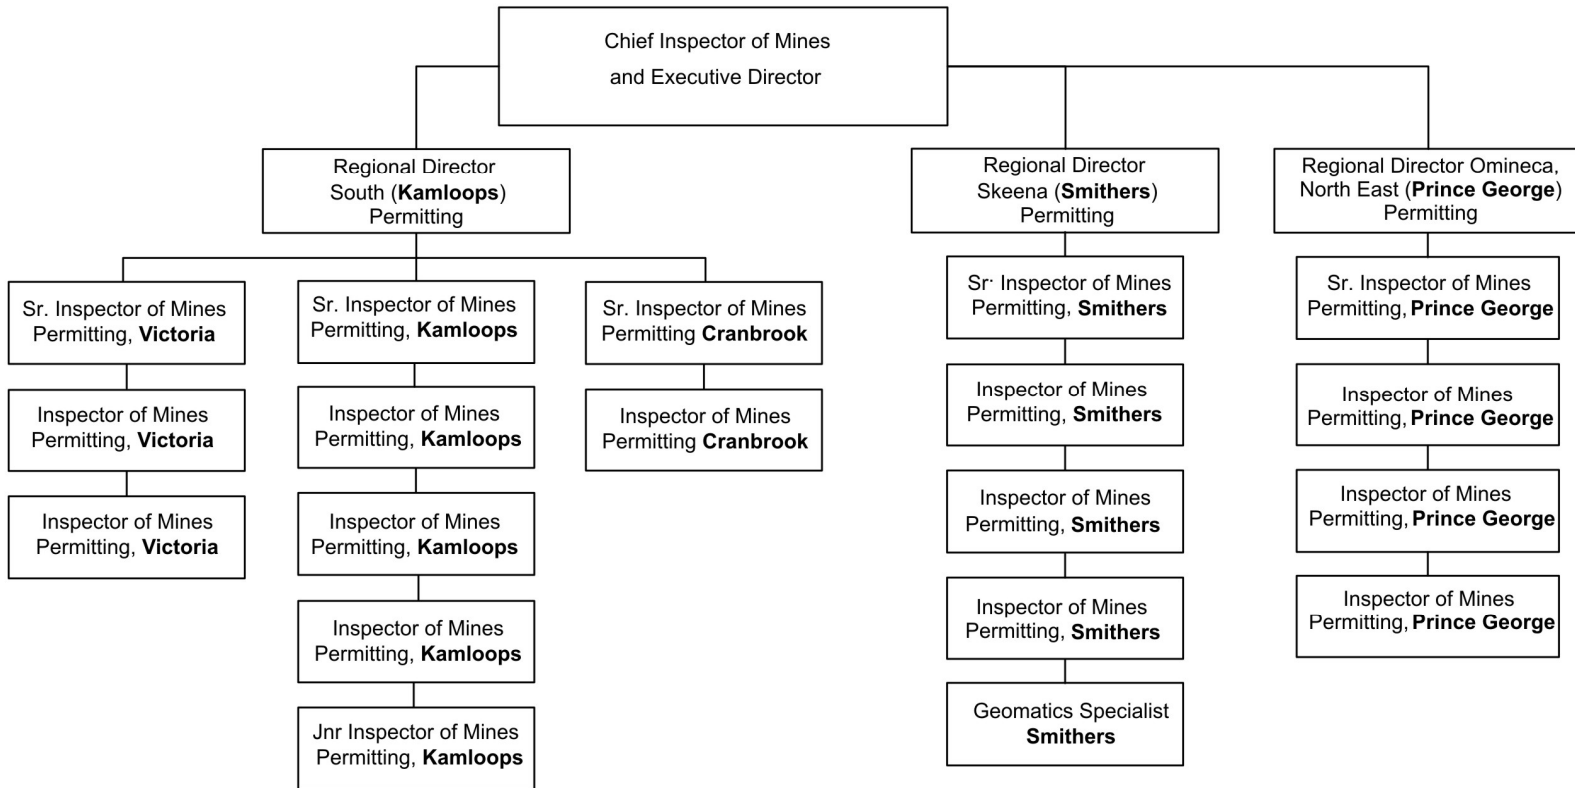 Chief Inspector of Mines
and Executive Director
Regional Director
South (Kamloops)
Permitting
Regional Director
Skeena (Smithers)
Permitting
Regional Director Omineca,
North East (Prince George)
Permitting
Sr. Inspector of Mines
Permitting, Victoria
Inspector of Mines
Permitting, Victoria
Inspector of Mines
Permitting, Victoria
Sr. Inspector of Mines
Permitting, Kamloops
Inspector of Mines
Permitting, Kamloops
Inspector of Mines
Permitting, Kamloops
Inspector of Mines
Permitting, Kamloops
Jnr Inspector of Mines
Permitting, Kamloops
Sr. Inspector of Mines
Permitting Cranbrook
Inspector of Mines
Permitting Cranbrook
Sr. Inspector of Mines
Permitting, Smithers
Inspector of Mines
Permitting, Smithers
Inspector of Mines
Permitting, Smithers
Inspector of Mines
Permitting, Smithers
Geomatics Specialist
Smithers
Sr. Inspector of Mines
Permitting, Prince George
Inspector of Mines
Permitting, Prince George
Inspector of Mines
Permitting, Prince George
Inspector of Mines
Permitting, Prince George